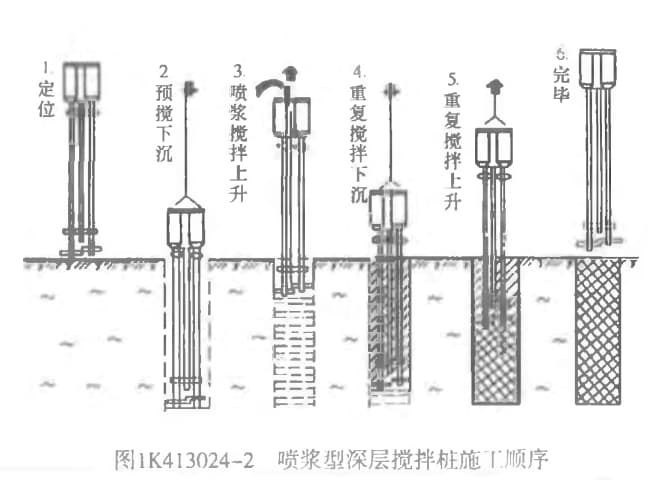 1.定位
2 预搅下沉
3.喷浆搅拌上升
4.重复搅拌下沉
5.重复搅拌上升
6.完毕
图1K413024-2 喷浆型深层搅拌桩施工顺序